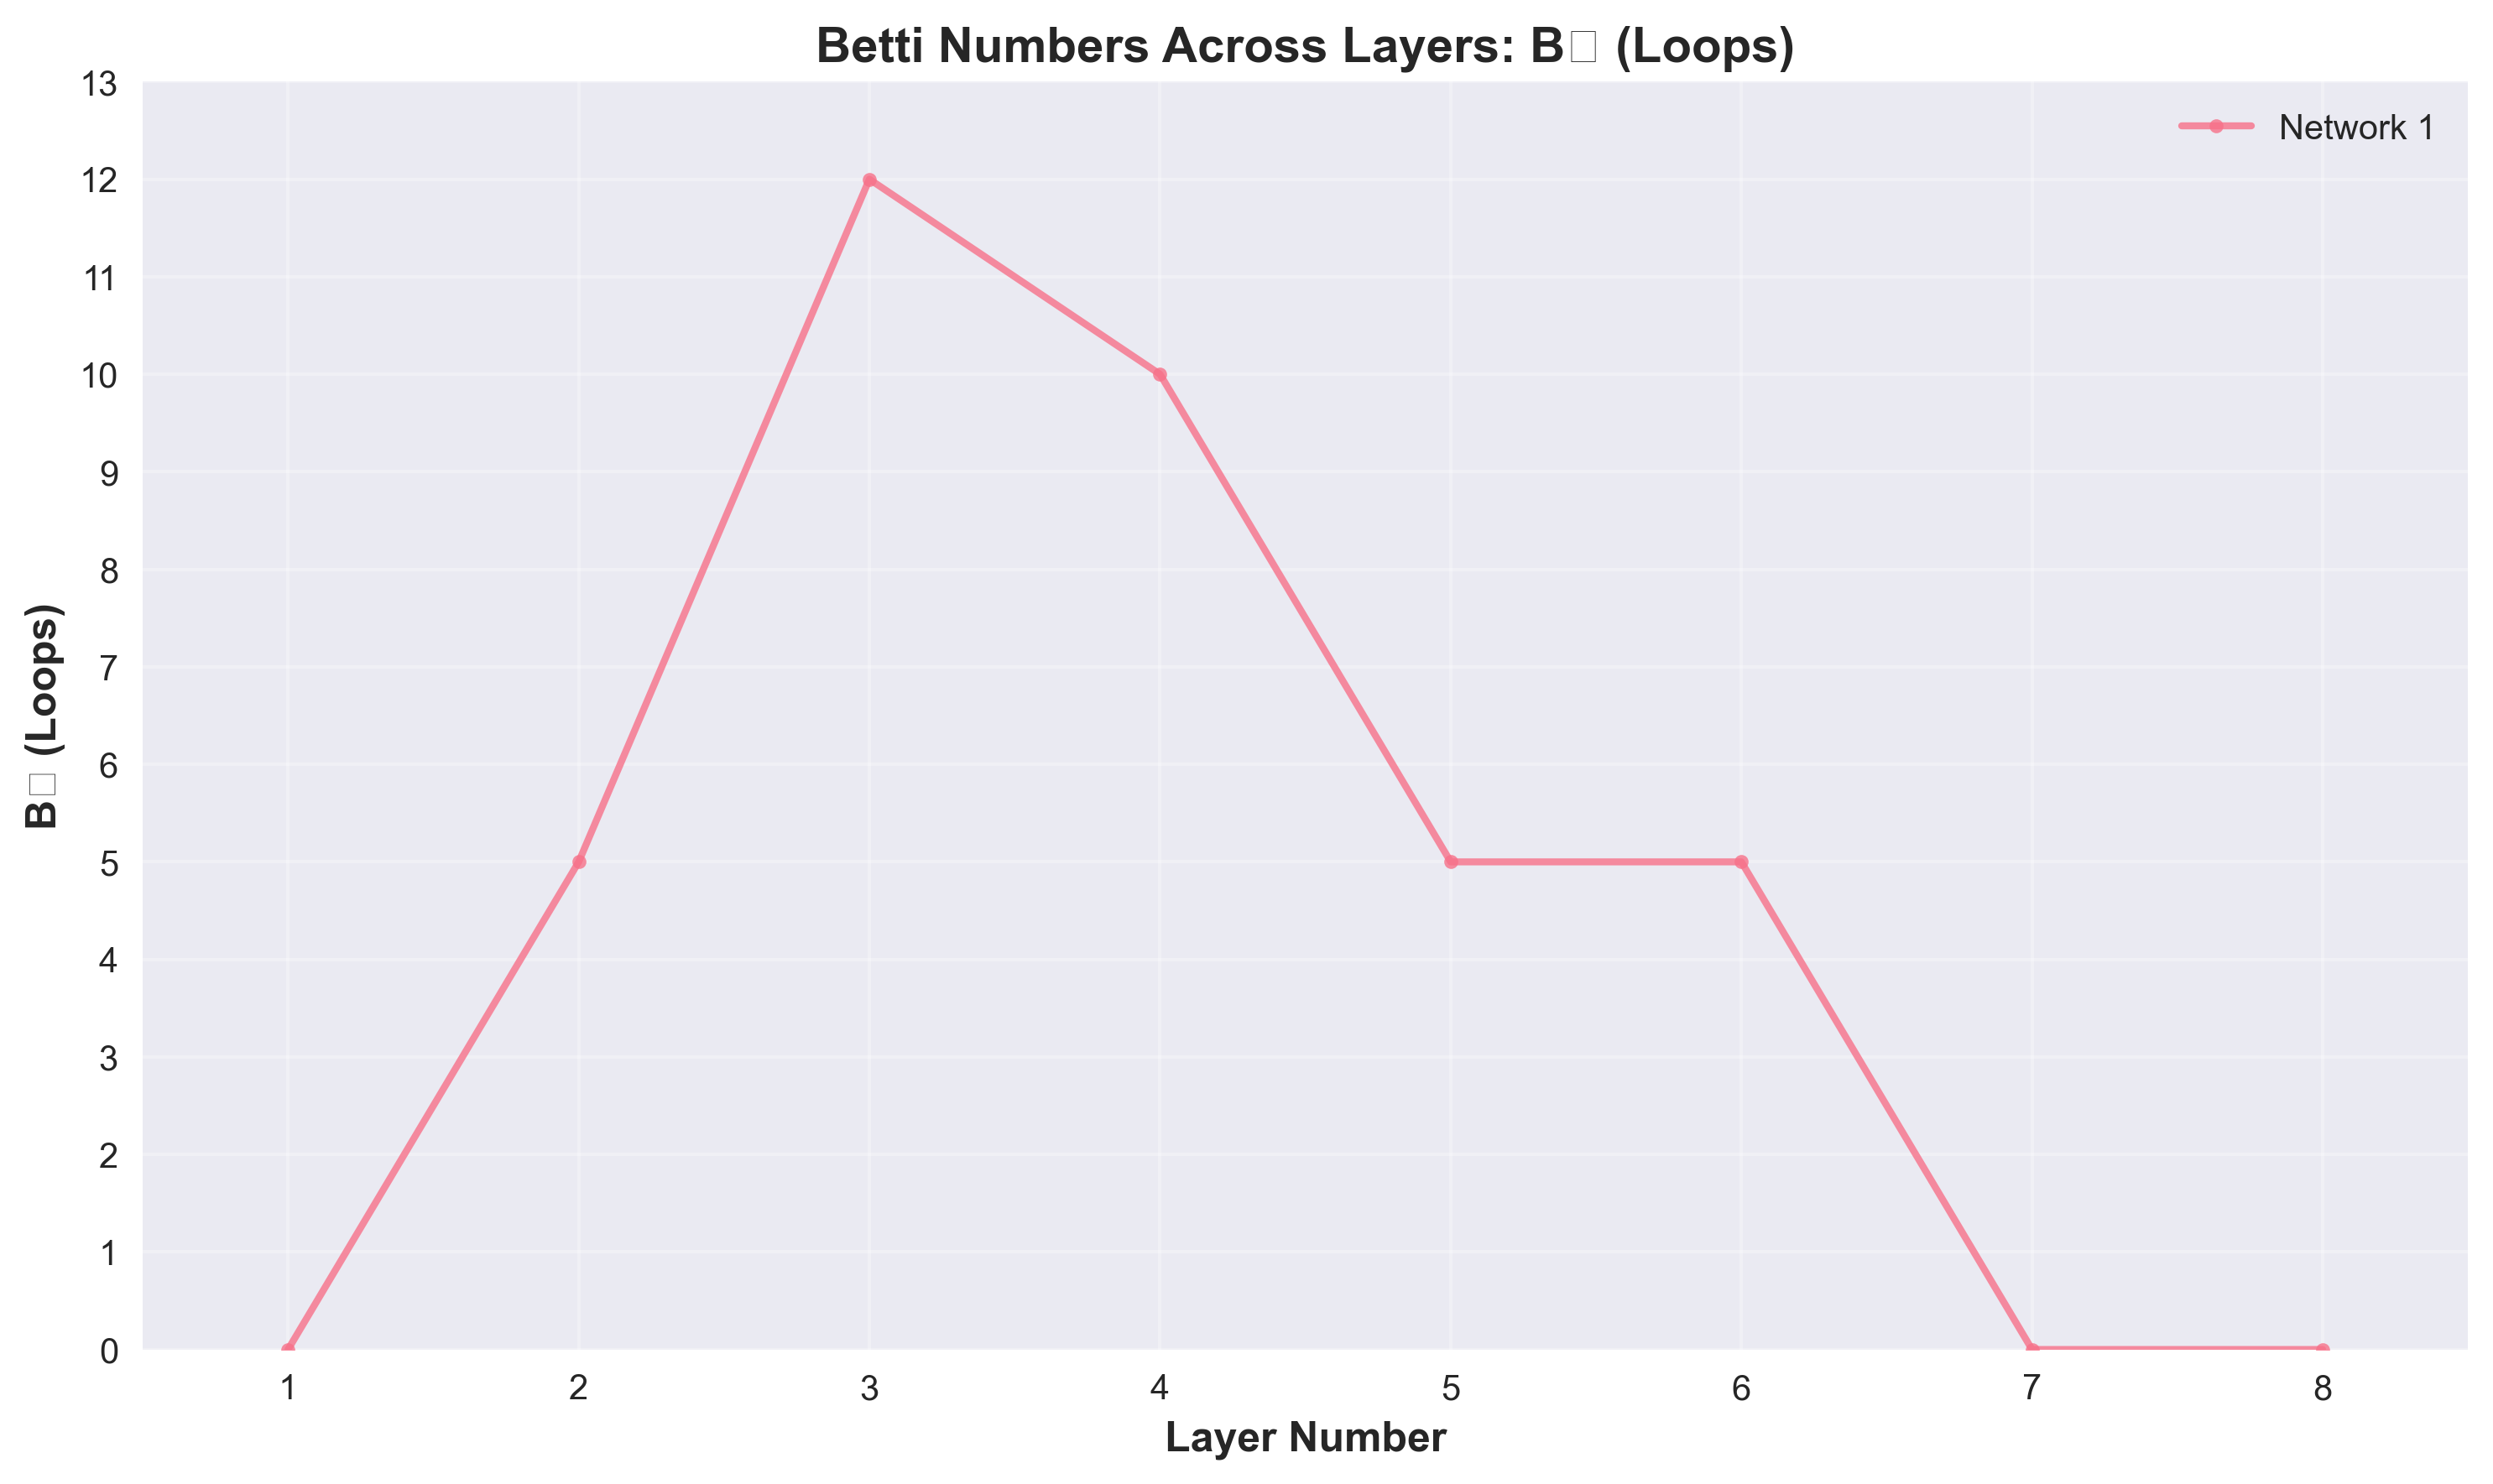 Betti Numbers Across Layers: B□ (Loops)
Network 1
B□ (Loops)
13
12
11
10
9
8
7
6
5
4
3
2
1
0
1 2 3 4 5 6 7 8
Layer Number